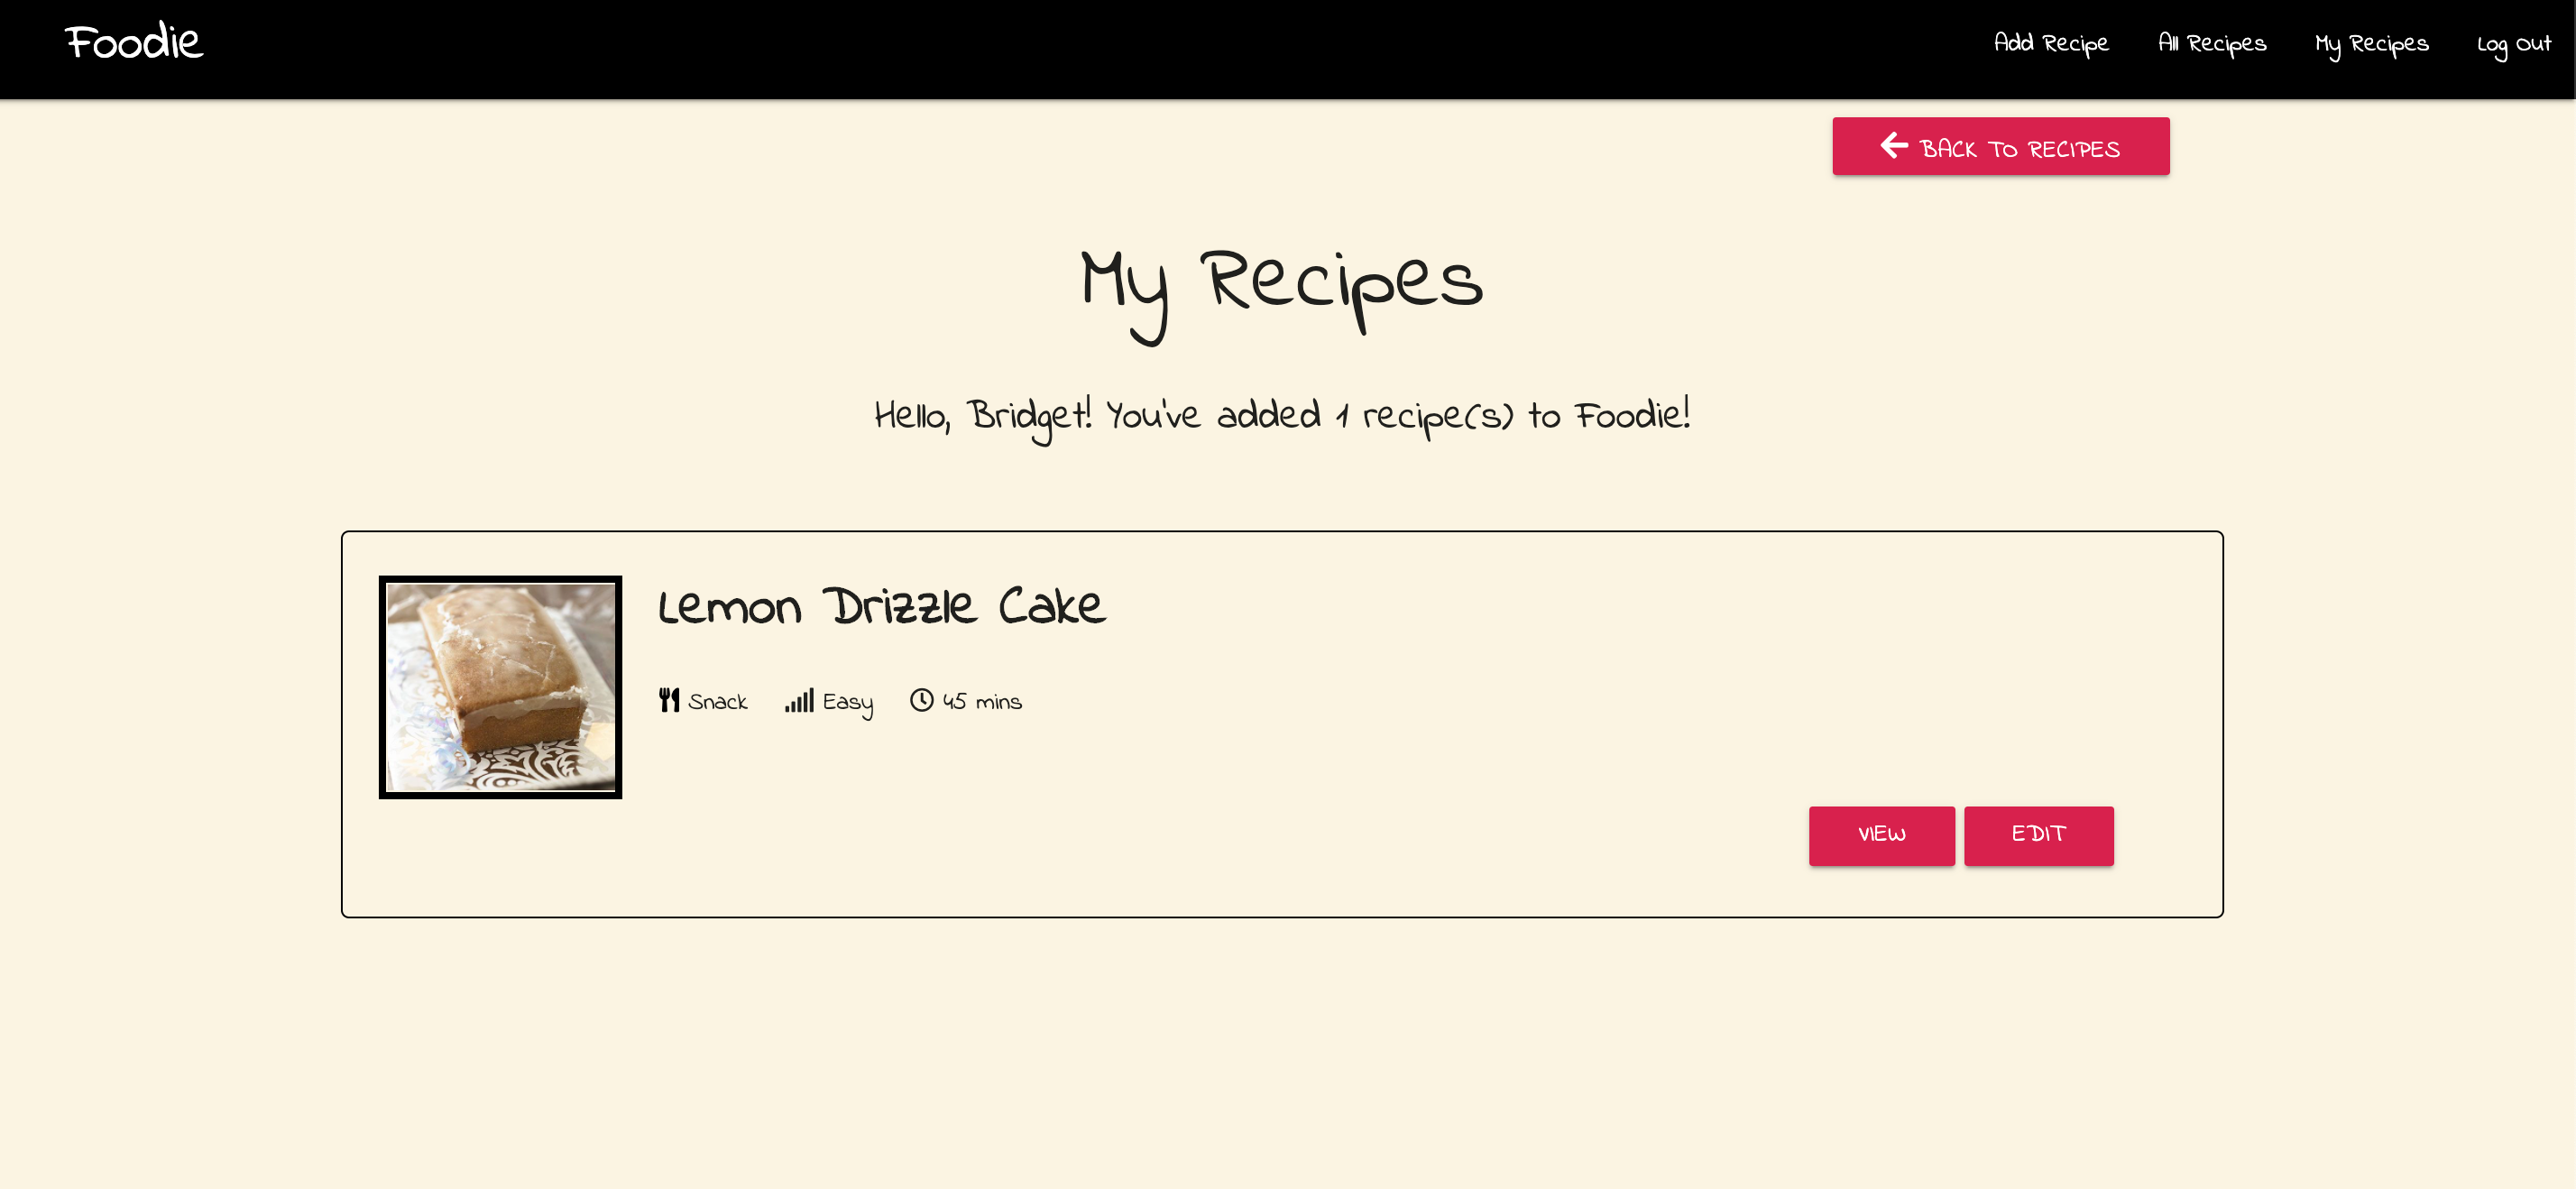 Foodie
Add Recipe All Recipes My Recipes Log Out
BACK TO RECIPES
My Recipes
Hello, Bridget! You've added 1 recipe(s) to Foodie!
Lemon Drizzle Cake
Snack Easy 45 mins
VIEW EDIT